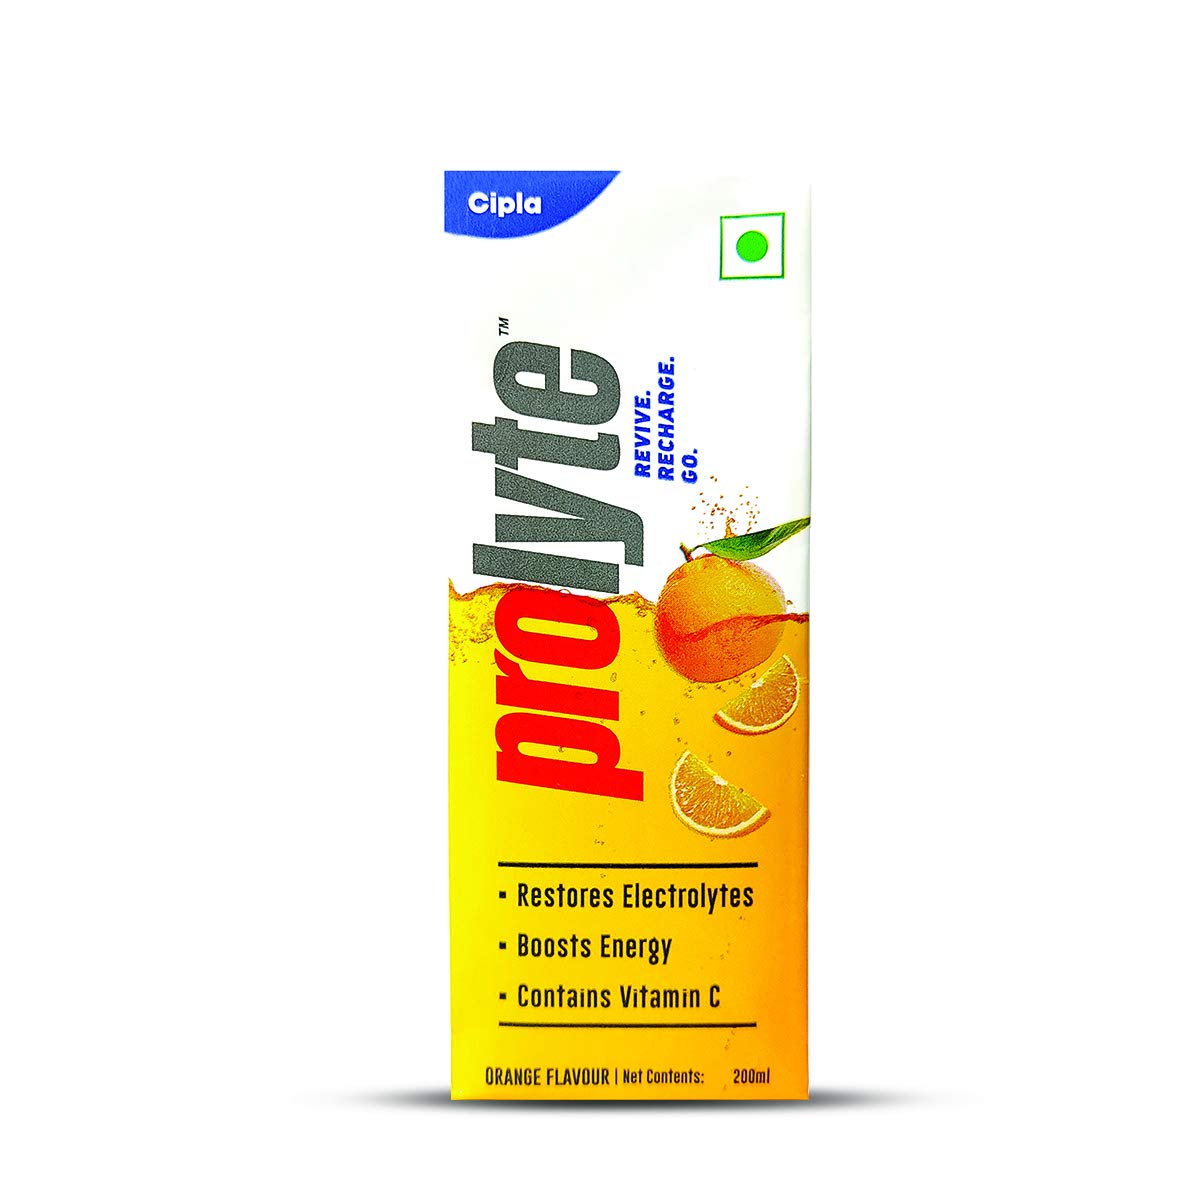 Cipla
prolyte™
REVIVE.
RECHARGE.
GO.
▪ Restores Electrolytes
▪ Boosts Energy
▪ Contains Vitamin C
ORANGE FLAVOUR | Net Contents: 200ml